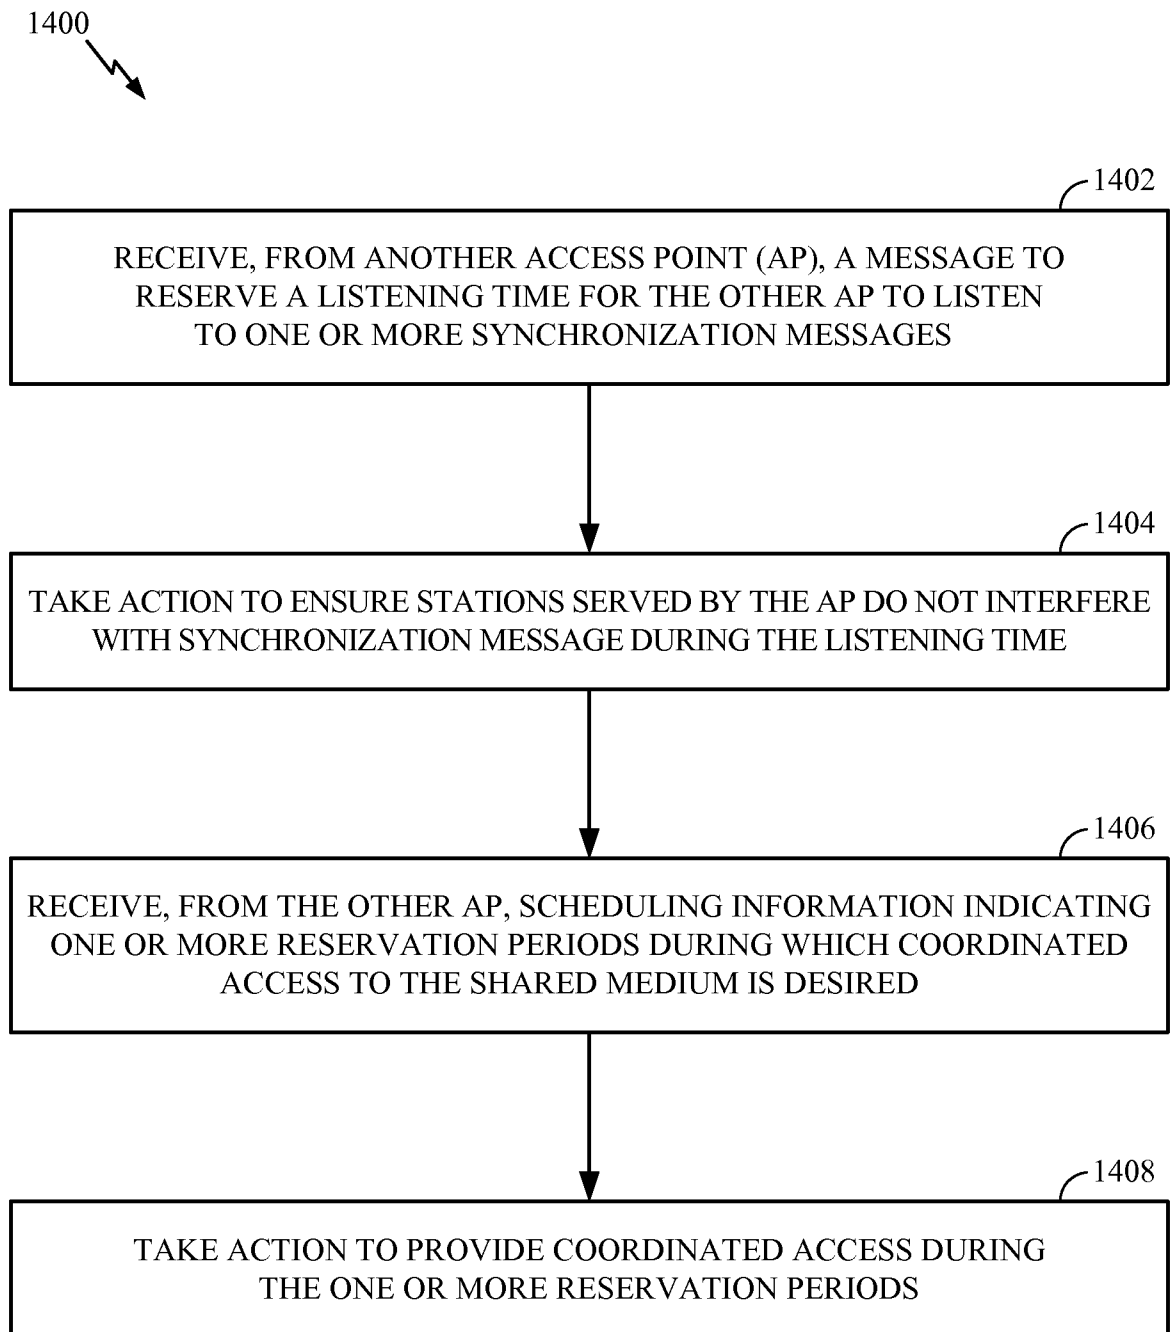 1400
1402
RECEIVE, FROM ANOTHER ACCESS POINT (AP), A MESSAGE TO
RESERVE A LISTENING TIME FOR THE OTHER AP TO LISTEN
TO ONE OR MORE SYNCHRONIZATION MESSAGES
1404
TAKE ACTION TO ENSURE STATIONS SERVED BY THE AP DO NOT INTERFERE
WITH SYNCHRONIZATION MESSAGE DURING THE LISTENING TIME
1406
RECEIVE, FROM THE OTHER AP, SCHEDULING INFORMATION INDICATING
ONE OR MORE RESERVATION PERIODS DURING WHICH COORDINATED
ACCESS TO THE SHARED MEDIUM IS DESIRED
1408
TAKE ACTION TO PROVIDE COORDINATED ACCESS DURING
THE ONE OR MORE RESERVATION PERIODS